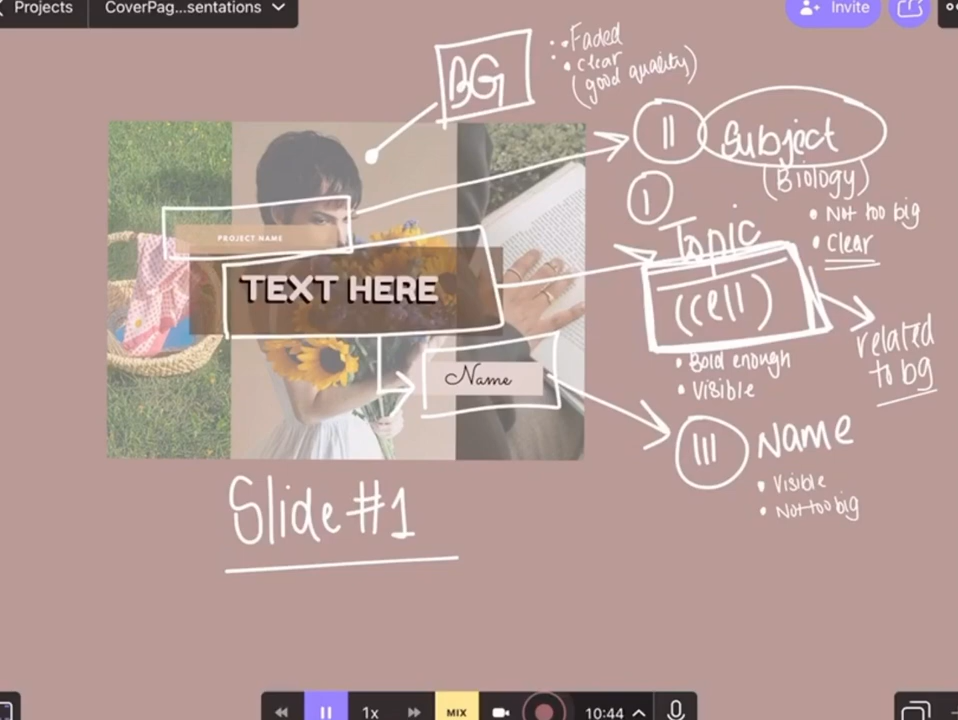 Projects
CoverPag...sentations
Invite
BG
• Faded
• clear
(good quality)
II
Subject
(Biology)
• Not too big
• Clear
I
Topic
(cell)
• Bold enough
• Visible
related
to bg
PROJECT NAME
TEXT HERE
Name
III
Name
• Visible
• Not too big
Slide #1
1x
MIX
10:44